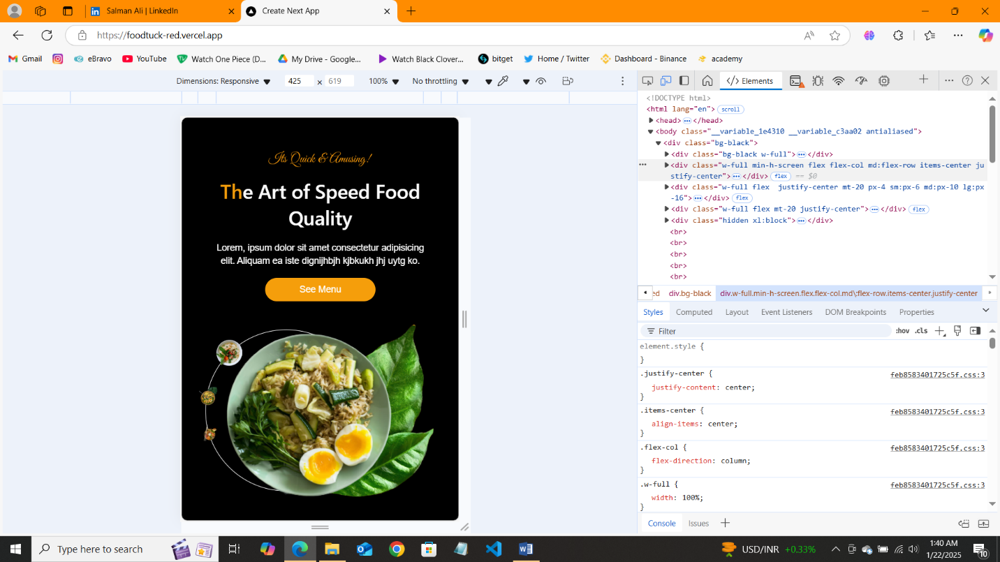 Salman Ali | LinkedIn
Create Next App
https://foodtuck-red.vercel.app
Gmail
eBravo
YouTube
Watch One Piece (D...
My Drive - Google...
Watch Black Clover...
bitget
Home / Twitter
Dashboard - Binance
academy
Dimensions: Responsive
425 x 619
100%
No throttling
Elements
It's Quick & Amusing!
The Art of Speed Food
Quality
Lorem, ipsum dolor sit amet consectetur adipisicing
elit. Aliquam ea iste dignijhbjh kjbkukh jhj uytg ko.
See Menu
<!DOCTYPE html>
<html lang="en"> scroll
<head> ··· </head>
<body class="__variable_1e4310 __variable_c3aa02 antialiased">
<div class="bg-black">
<div class="bg-black w-full"> ··· </div>
<div class="w-full min-h-screen flex flex-col md:flex-row items-center ju
stify-center"> ··· </div> flex == $0
<div class="w-full flex  justify-center mt-20 px-4 sm:px-6 md:px-10 lg:px
-16"> ··· </div> flex
<div class="w-full flex mt-20 justify-center"> ··· </div> flex
<div class="hidden xl:block"> ··· </div>
<br>
<br>
<br>
<br>
<br>
ed div.bg-black div.w-full.min-h-screen.flex.flex-col.md\:flex-row.items-center.justify-center
Styles Computed Layout Event Listeners DOM Breakpoints Properties
Filter :hov .cls
element.style {
}
.justify-center { feb8583401725c5f.css:3
justify-content: center;
}
.items-center { feb8583401725c5f.css:3
align-items: center;
}
.flex-col { feb8583401725c5f.css:3
flex-direction: column;
}
.w-full { feb8583401725c5f.css:3
width: 100%;
}
Console Issues
Type here to search
USD/INR +0.33%
1:40 AM
1/22/2025
10